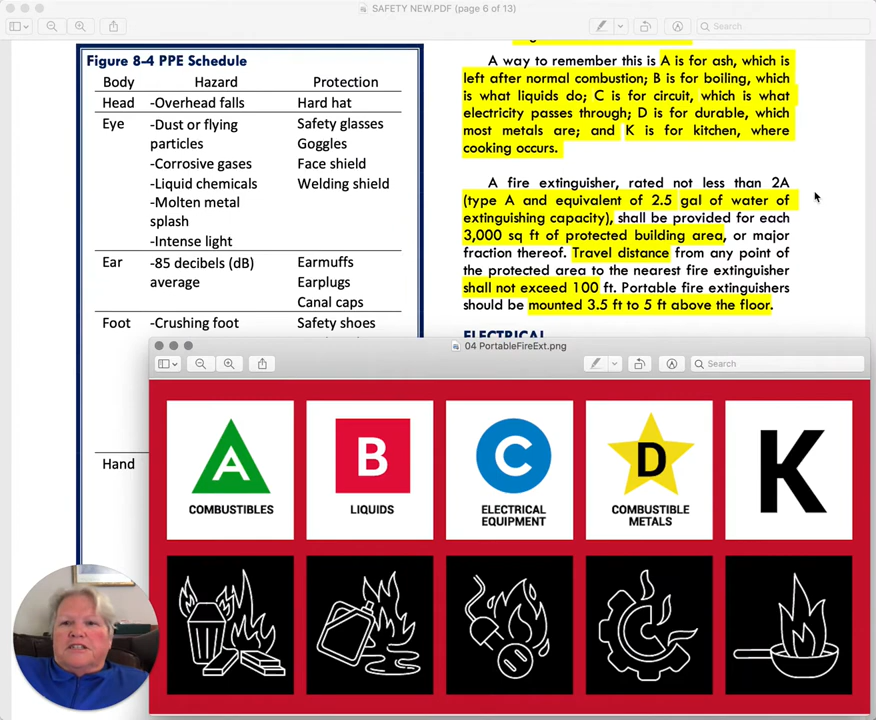 SAFETY NEW.PDF (page 6 of 13)
Search
Figure 8-4 PPE Schedule
Body Hazard Protection
Head -Overhead falls Hard hat
Eye -Dust or flying Safety glasses
particles Goggles
-Corrosive gases Face shield
-Liquid chemicals Welding shield
-Molten metal
splash
-Intense light
Ear -85 decibels (dB) Earmuffs
average Earplugs
Canal caps
Foot -Crushing foot Safety shoes
Hand
A way to remember this is A is for ash, which is
left after normal combustion; B is for boiling, which
is what liquids do; C is for circuit, which is what
electricity passes through; D is for durable, which
most metals are; and K is for kitchen, where
cooking occurs.
A fire extinguisher, rated not less than 2A
(type A and equivalent of 2.5 gal of water of
extinguishing capacity), shall be provided for each
3,000 sq ft of protected building area, or major
fraction thereof. Travel distance from any point of
the protected area to the nearest fire extinguisher
shall not exceed 100 ft. Portable fire extinguishers
should be mounted 3.5 ft to 5 ft above the floor.
ELECTRICAL
04 PortableFireExt.png
Search
A
COMBUSTIBLES
B
LIQUIDS
C
ELECTRICAL
EQUIPMENT
D
COMBUSTIBLE
METALS
K